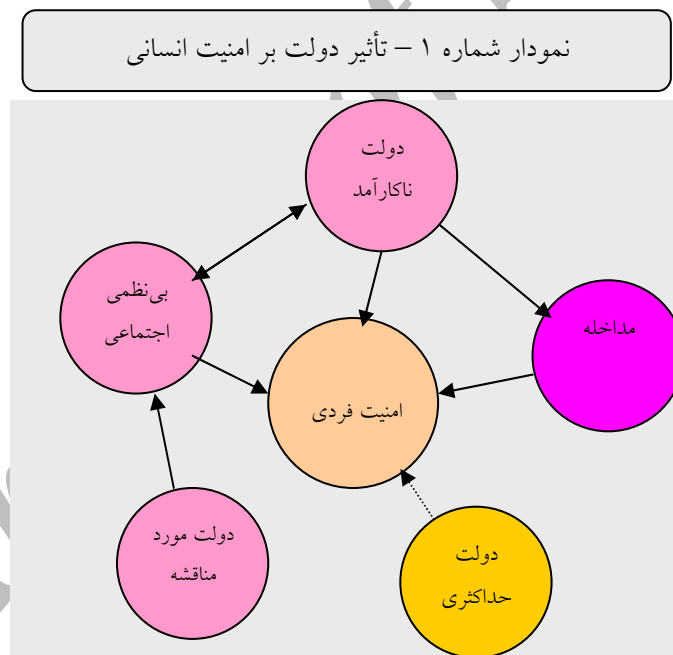 نمودار شماره ۱ – تأثیر دولت بر امنیت انسانی
دولت
ناکارآمد
بی‌نظمی
اجتماعی
مداخله
امنیت فردی
دولت مورد
مناقشه
دولت
حداکثری